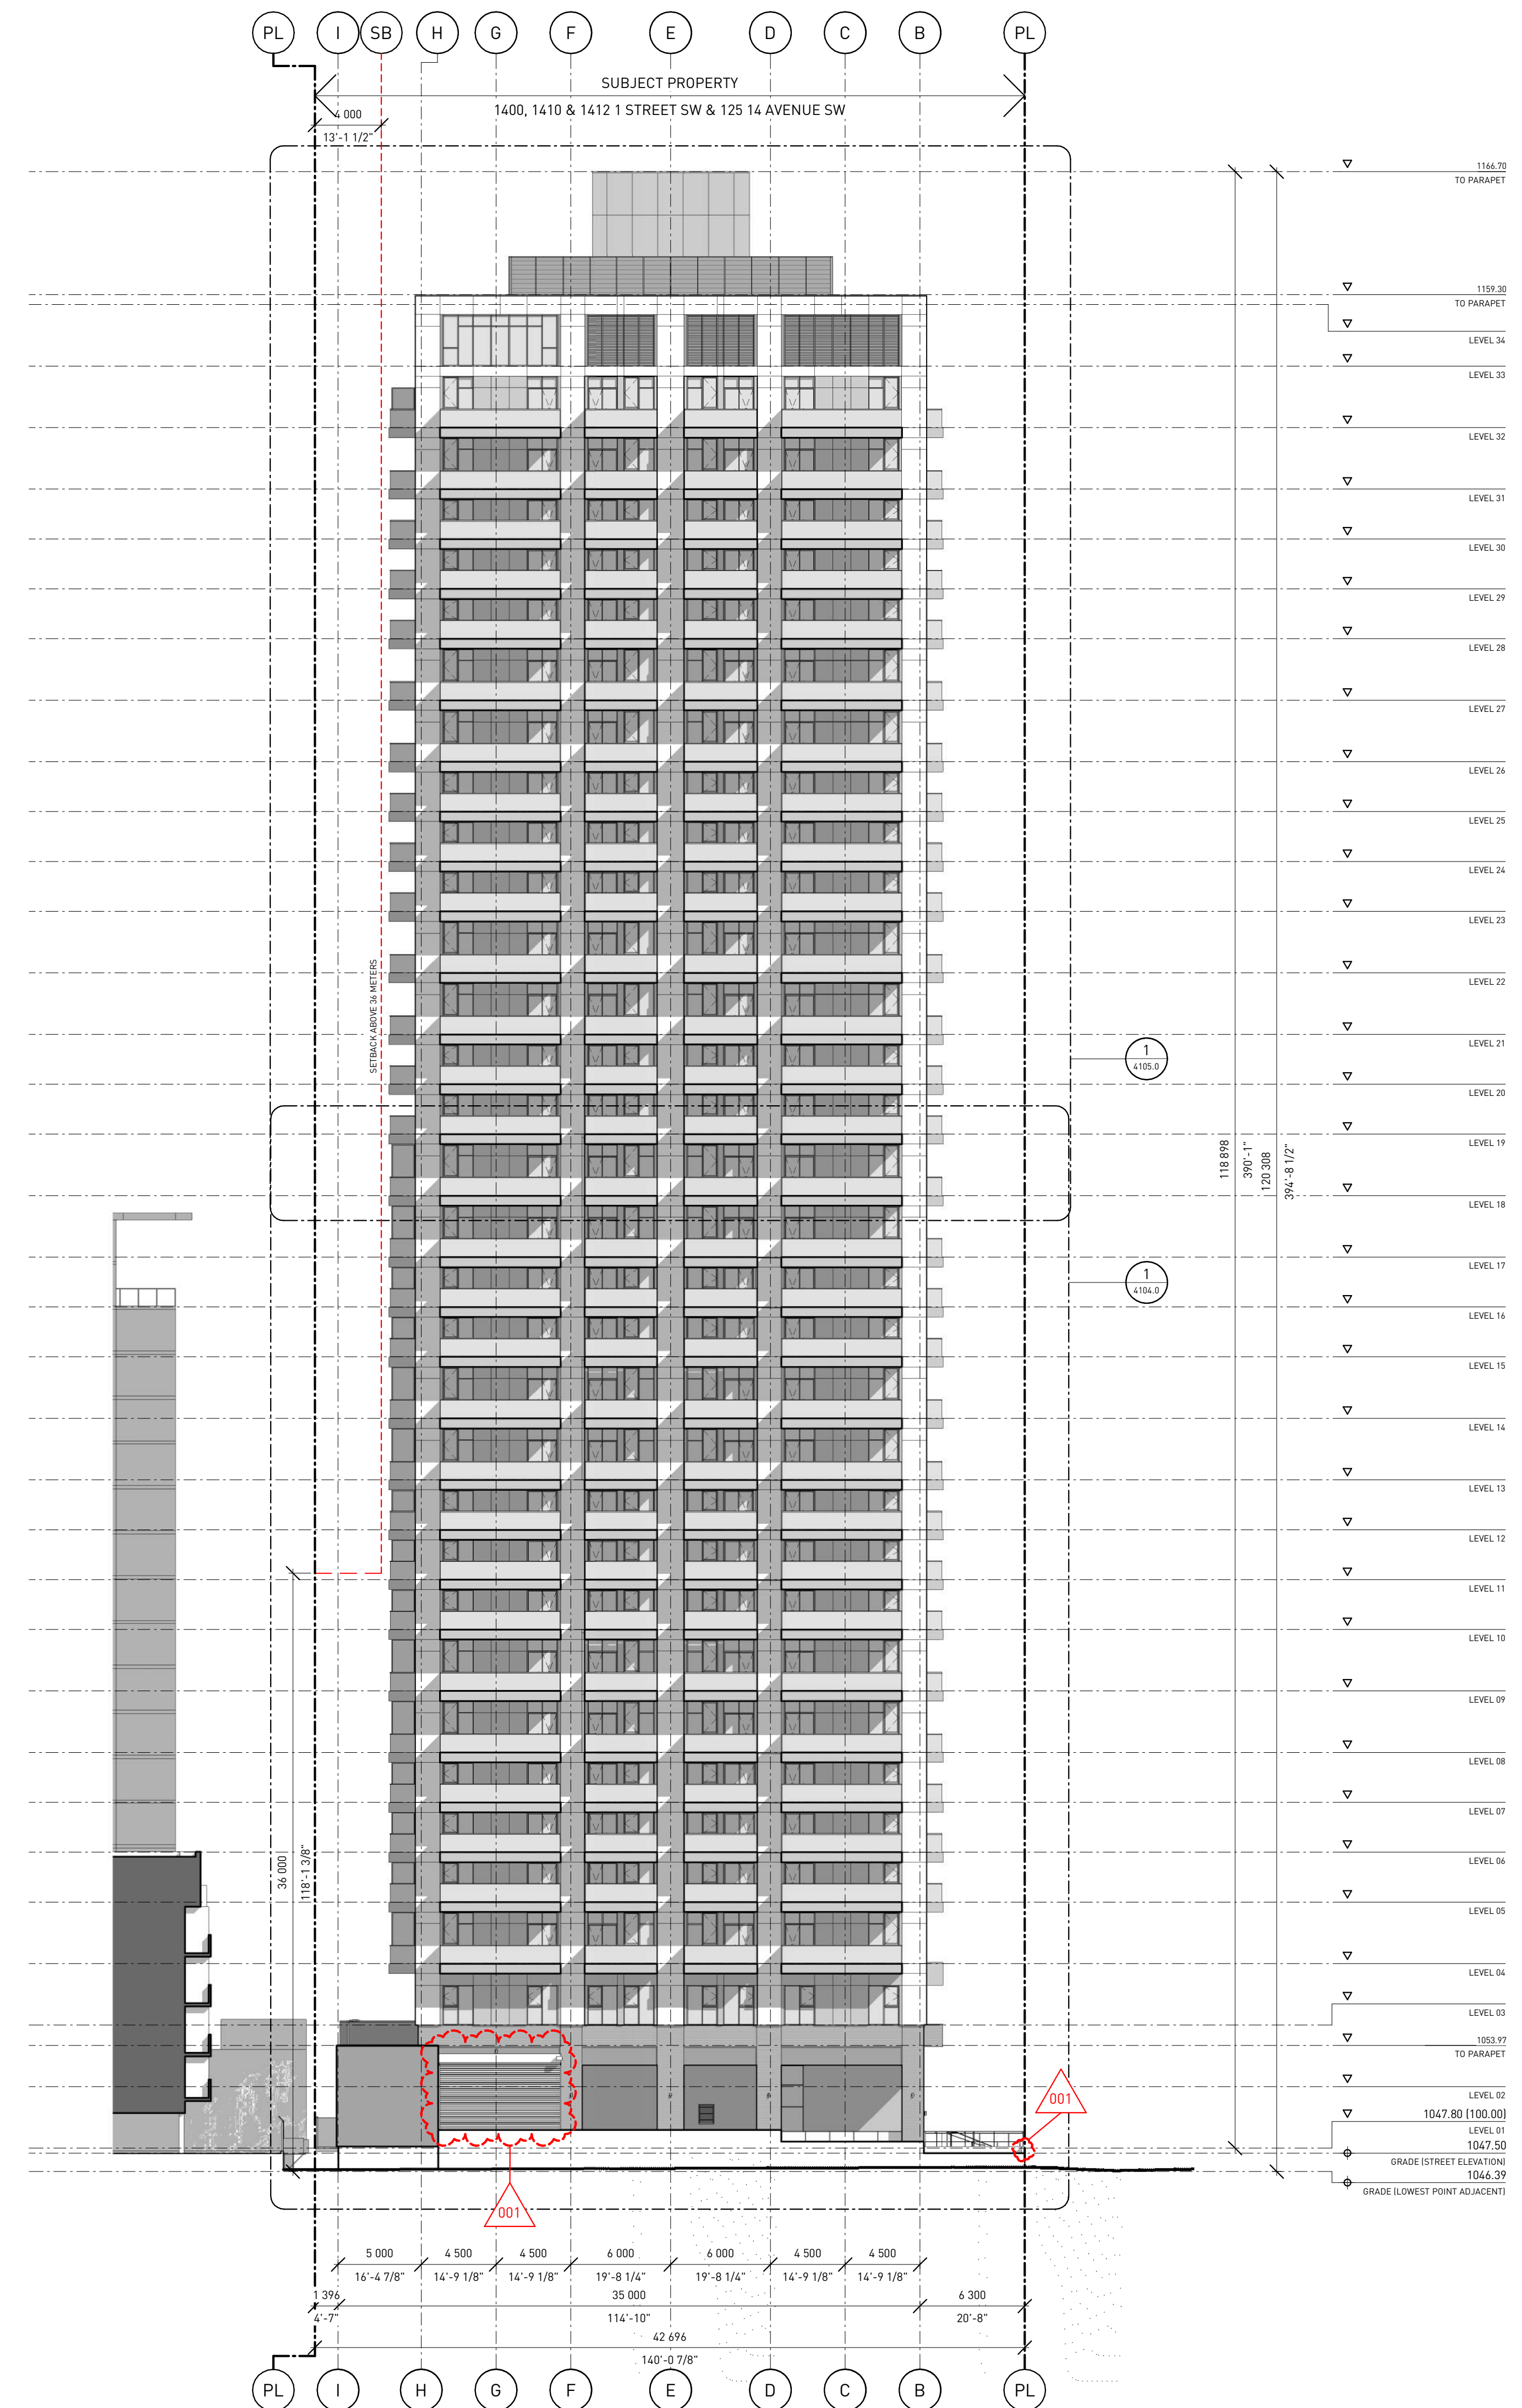 PL
I
SB
H
G
F
E
D
C
B
PL
SUBJECT PROPERTY
1400, 1410 & 1412 1 STREET SW & 125 14 AVENUE SW
4 000
13'-1 1/2"
1166.70
TO PARAPET
1159.30
TO PARAPET
LEVEL 34
LEVEL 33
LEVEL 32
LEVEL 31
LEVEL 30
LEVEL 29
LEVEL 28
LEVEL 27
LEVEL 26
LEVEL 25
LEVEL 24
LEVEL 23
SETBACK ABOVE 36 METERS
LEVEL 22
LEVEL 21
1
4105.0
LEVEL 20
LEVEL 19
118 898
390'-1"
120 308
394'-8 1/2"
LEVEL 18
LEVEL 17
1
4104.0
LEVEL 16
LEVEL 15
LEVEL 14
LEVEL 13
LEVEL 12
LEVEL 11
LEVEL 10
LEVEL 09
LEVEL 08
LEVEL 07
36 000
118'-1 3/8"
LEVEL 06
LEVEL 05
LEVEL 04
LEVEL 03
1053.97
TO PARAPET
LEVEL 02
001
1047.80 (100.00)
LEVEL 01
1047.50
GRADE (STREET ELEVATION)
1046.39
GRADE (LOWEST POINT ADJACENT)
001
5 000
4 500
4 500
6 000
6 000
4 500
4 500
16'-4 7/8"
14'-9 1/8"
14'-9 1/8"
19'-8 1/4"
19'-8 1/4"
14'-9 1/8"
14'-9 1/8"
1 396
35 000
6 300
4'-7"
114'-10"
20'-8"
42 696
140'-0 7/8"
PL
I
H
G
F
E
D
C
B
PL